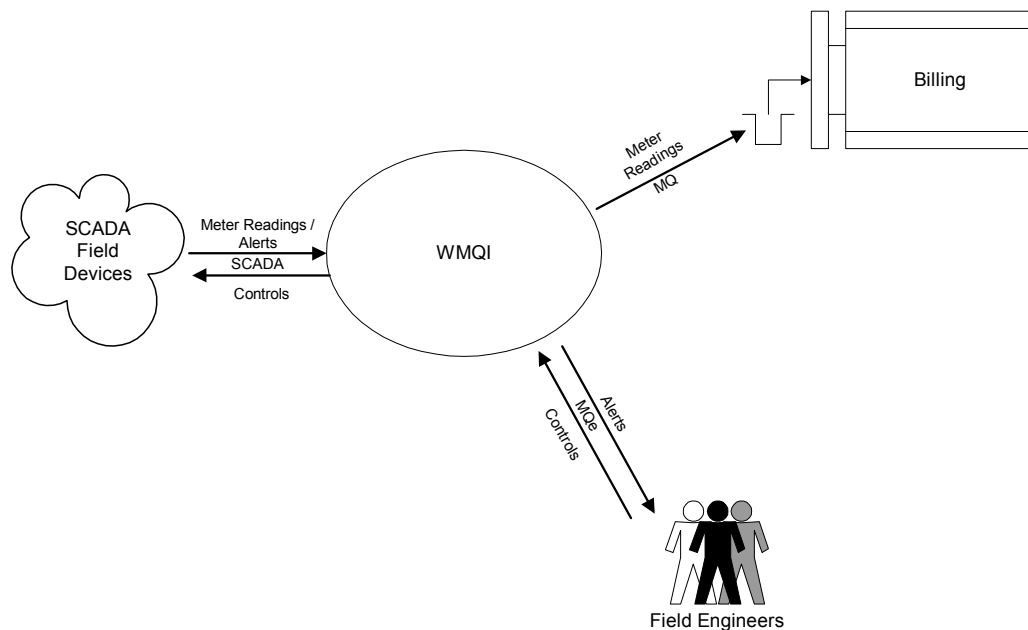 Billing
Meter
Readings
MQ
SCADA
Field
Devices
Meter Readings /
Alerts
SCADA
Controls
WMQI
Alerts
MQe
Controls
Field Engineers